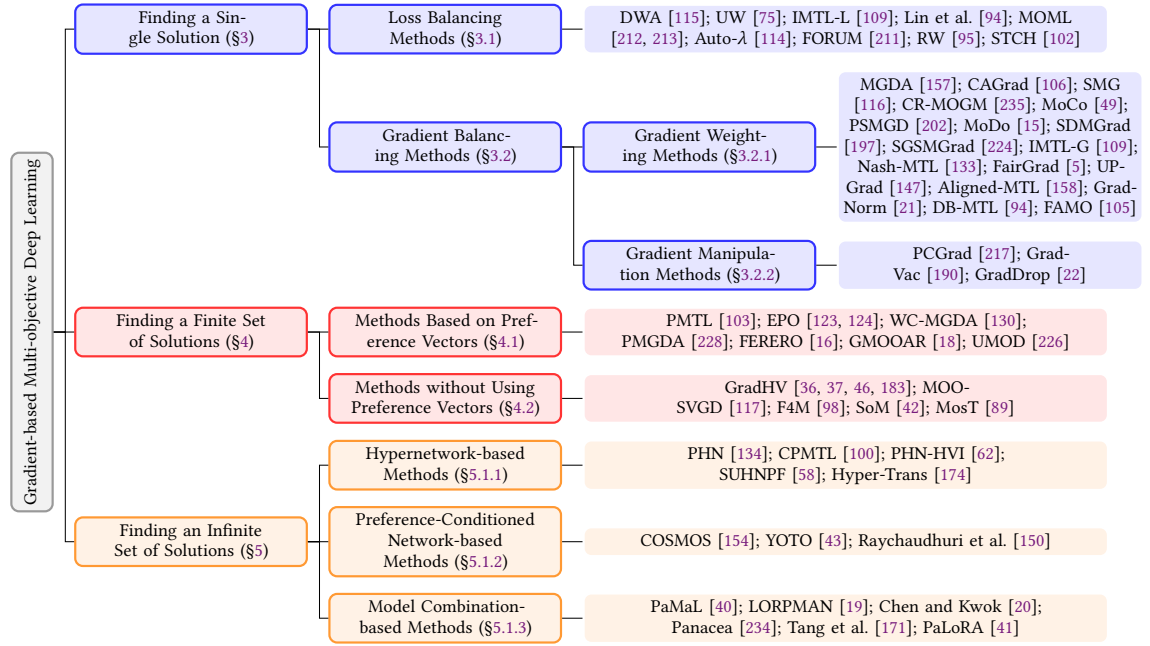 Gradient-based Multi-objective Deep Learning
Finding a Sin-
gle Solution (§3)
Loss Balancing
Methods (§3.1)
DWA [115]; UW [75]; IMTL-L [109]; Lin et al. [94]; MOML
[212, 213]; Auto-λ [114]; FORUM [211]; RW [95]; STCH [102]
Gradient Balanc-
ing Methods (§3.2)
Gradient Weight-
ing Methods (§3.2.1)
MGDA [157]; CAGrad [106]; SMG
[116]; CR-MOGM [235]; MoCo [49];
PSMGD [202]; MoDo [15]; SDMGrad
[197]; SGSMGrad [224]; IMTL-G [109];
Nash-MTL [133]; FairGrad [5]; UP-
Grad [147]; Aligned-MTL [158]; Grad-
Norm [21]; DB-MTL [94]; FAMO [105]
Gradient Manipula-
tion Methods (§3.2.2)
PCGrad [217]; Grad-
Vac [190]; GradDrop [22]
Finding a Finite Set
of Solutions (§4)
Methods Based on Pref-
erence Vectors (§4.1)
PMTL [103]; EPO [123, 124]; WC-MGDA [130];
PMGDA [228]; FERERO [16]; GMOOAR [18]; UMOD [226]
Methods without Using
Preference Vectors (§4.2)
GradHV [36, 37, 46, 183]; MOO-
SVGD [117]; F4M [98]; SoM [42]; MosT [89]
Finding an Infinite
Set of Solutions (§5)
Hypernetwork-based
Methods (§5.1.1)
PHN [134]; CPMTL [100]; PHN-HVI [62];
SUHNPF [58]; Hyper-Trans [174]
Preference-Conditioned
Network-based
Methods (§5.1.2)
COSMOS [154]; YOTO [43]; Raychaudhuri et al. [150]
Model Combination-
based Methods (§5.1.3)
PaMaL [40]; LORPMAN [19]; Chen and Kwok [20];
Panacea [234]; Tang et al. [171]; PaLoRA [41]